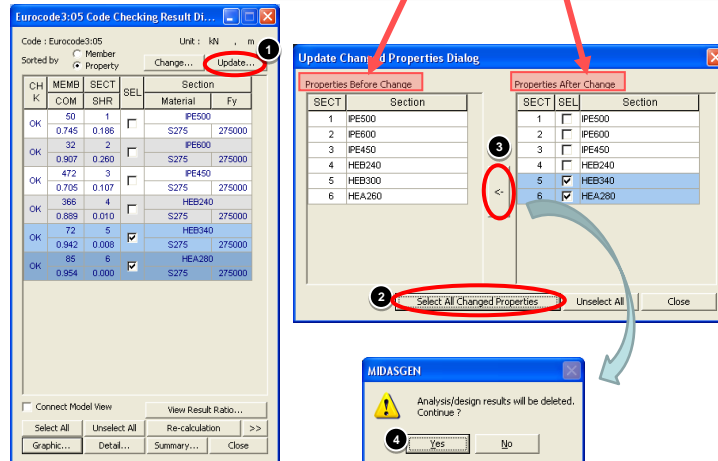 Eurocode3:05 Code Checking Result Di...
Code : Eurocode3:05 Unit : kN , m
Sorted by Member
Property Change... Update... 1
CH K MEMB SECT SEL Section
COM SHR Material Fy
OK 50 1 IPE500
0.745 0.186 S275 275000
OK 32 2 IPE600
0.907 0.260 S275 275000
OK 472 3 IPE450
0.705 0.107 S275 275000
OK 366 4 HEB240
0.889 0.010 S275 275000
OK 72 5 HEB340
0.942 0.008 S275 275000
OK 85 6 HEA280
0.954 0.000 S275 275000
Connect Model View View Result Ratio...
Select All Unselect All Re-calculation >>
Graphic... Detail... Summary... Close
Update Changed Properties Dialog
Properties Before Change
SECT Section
1 IPE500
2 IPE600
3 IPE450
4 HEB240
5 HEB300
6 HEA260
3
<-
Properties After Change
SECT SEL Section
1 IPE500
2 IPE600
3 IPE450
4 HEB240
5 HEB340
6 HEA280
2 Select All Changed Properties Unselect All Close
MIDASGEN
Analysis/design results will be deleted.
Continue ?
4 Yes No